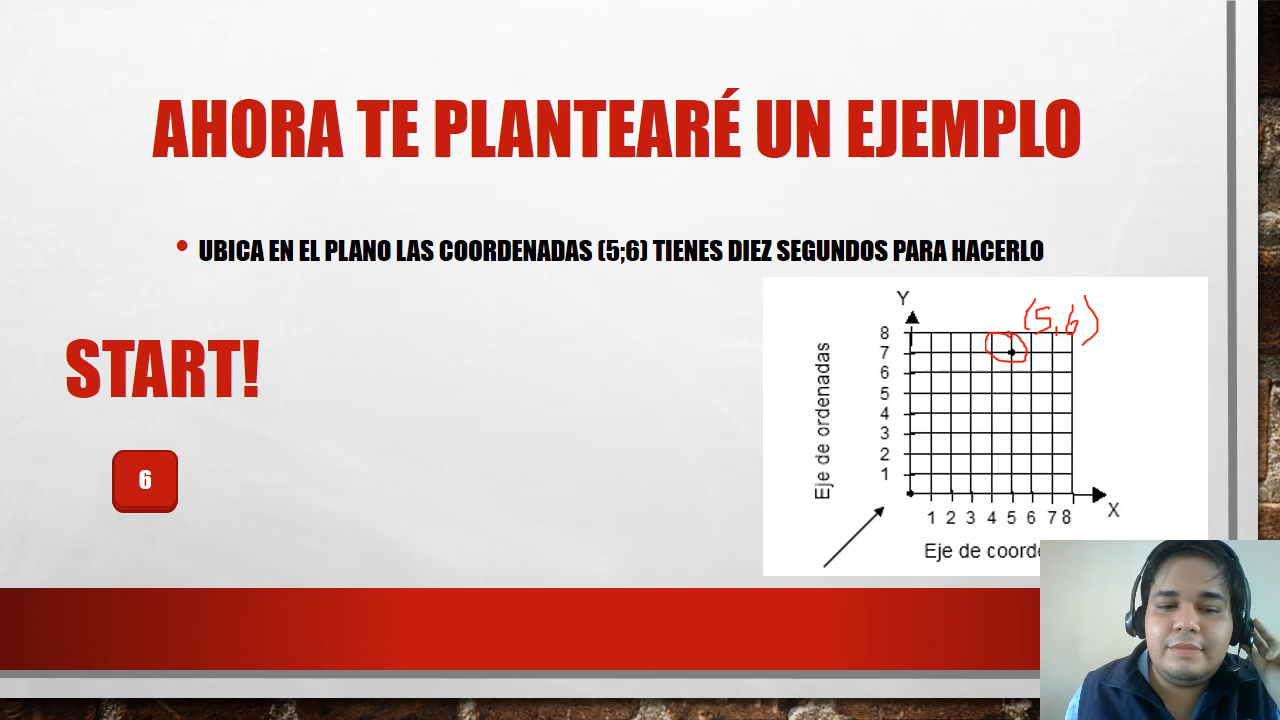 AHORA TE PLANTEARÉ UN EJEMPLO
• UBICA EN EL PLANO LAS COORDENADAS (5;6) TIENES DIEZ SEGUNDOS PARA HACERLO
START!
6
Y
(5,6)
8
7
6
5
4
3
2
1
Eje de ordenadas
1 2 3 4 5 6 7 8
X
Eje de coorde